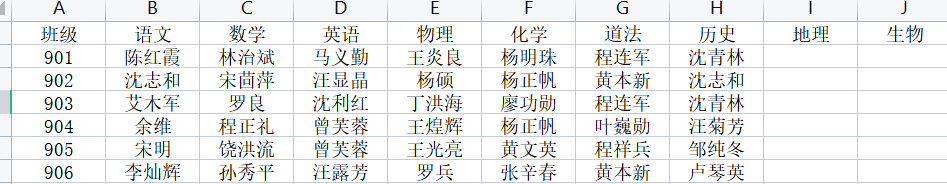 A B C D E F G H I J
班级 语文 数学 英语 物理 化学 道法 历史 地理 生物
901 陈红霞 林治斌 马义勤 王炎良 杨明珠 程连军 沈青林
902 沈志和 宋茴萍 汪显晶 杨硕 杨正帆 黄本新 沈志和
903 艾木军 罗良 沈利红 丁洪海 廖功勋 程连军 沈青林
904 余维 程正礼 曾芙蓉 王煌辉 杨正帆 叶巍勋 汪菊芳
905 宋明 饶洪流 曾芙蓉 王光亮 黄文英 程祥兵 邹纯冬
906 李灿辉 孙秀平 汪露芳 罗兵 张辛春 黄本新 卢琴英